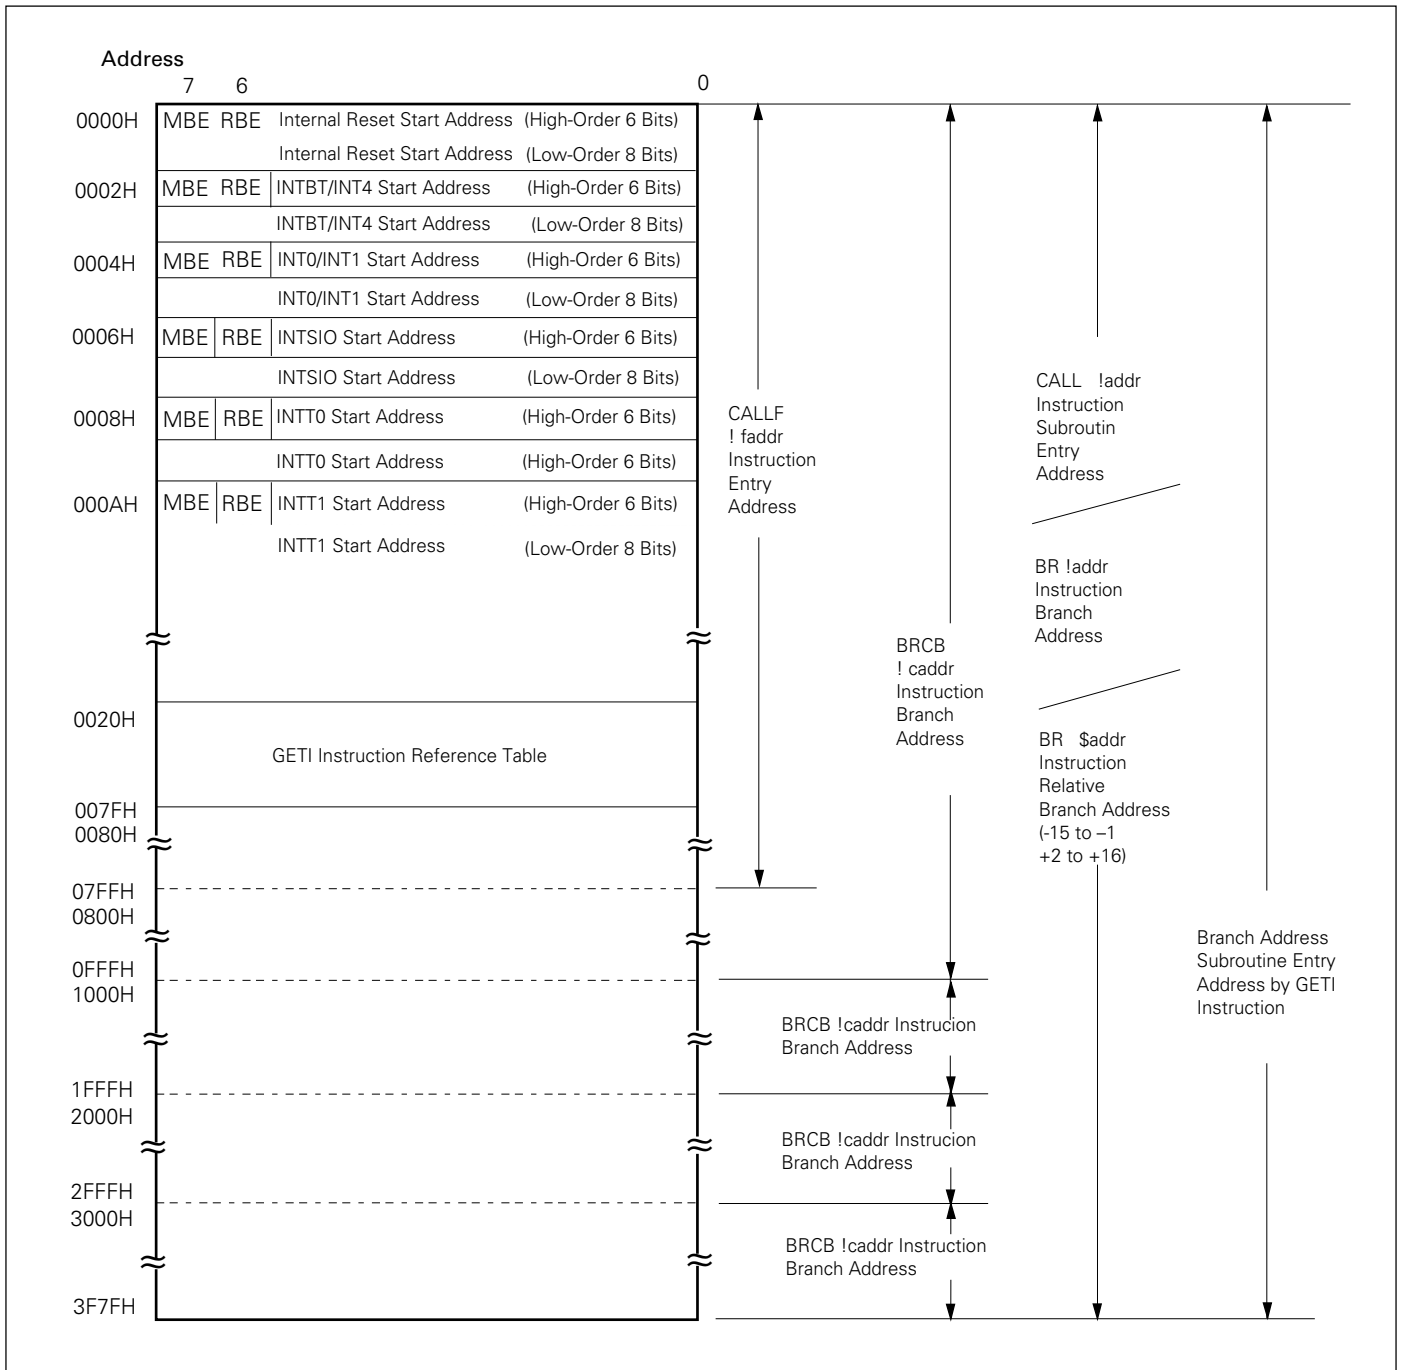 Address
7 6 0
0000H MBE RBE Internal Reset Start Address (High-Order 6 Bits)
Internal Reset Start Address (Low-Order 8 Bits)
0002H MBE RBE INTBT/INT4 Start Address (High-Order 6 Bits)
INTBT/INT4 Start Address (Low-Order 8 Bits)
0004H MBE RBE INT0/INT1 Start Address (High-Order 6 Bits)
INT0/INT1 Start Address (Low-Order 8 Bits)
0006H MBE RBE INTSIO Start Address (High-Order 6 Bits)
INTSIO Start Address (Low-Order 8 Bits)
0008H MBE RBE INTT0 Start Address (High-Order 6 Bits)
INTT0 Start Address (High-Order 6 Bits)
000AH MBE RBE INTT1 Start Address (High-Order 6 Bits)
INTT1 Start Address (Low-Order 8 Bits)
0020H
GETI Instruction Reference Table
007FH
0080H
07FFH
0800H
0FFFH
1000H
1FFFH
2000H
2FFFH
3000H
3F7FH
CALLF
! faddr
Instruction
Entry
Address
BRCB
! caddr
Instruction
Branch
Address
BRCB !caddr Instrucion
Branch Address
BRCB !caddr Instrucion
Branch Address
BRCB !caddr Instruction
Branch Address
CALL !addr
Instruction
Subroutin
Entry
Address
BR !addr
Instruction
Branch
Address
BR $addr
Instruction
Relative
Branch Address
(-15 to –1
+2 to +16)
Branch Address
Subroutine Entry
Address by GETI
Instruction